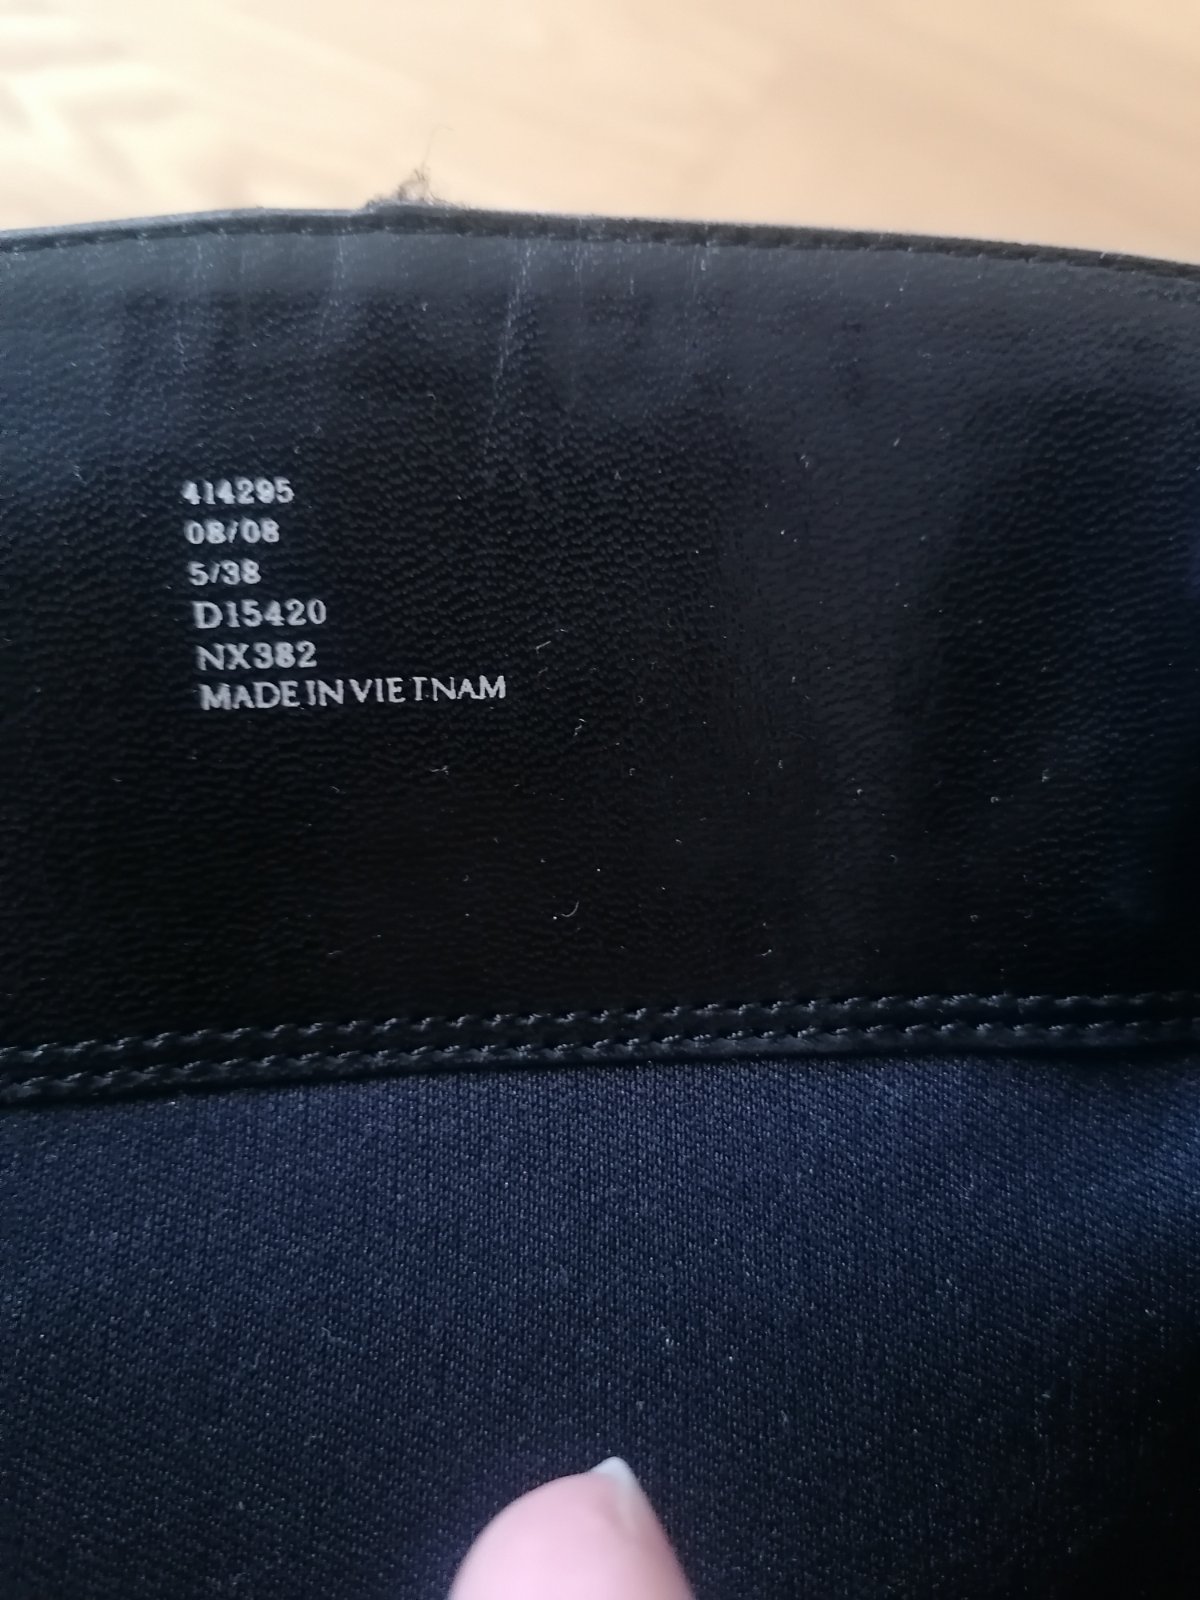 414295
08/08
5/38
D15420
NX382
MADE IN VIETNAM